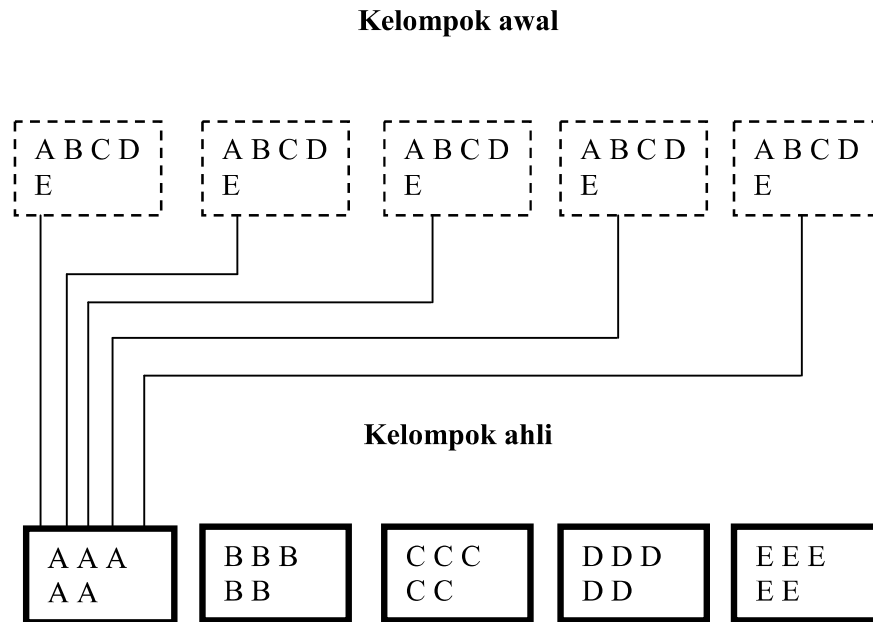 Kelompok awal
A B C D
E
A B C D
E
A B C D
E
A B C D
E
A B C D
E
Kelompok ahli
A A A
A A
B B B
B B
C C C
C C
D D D
D D
E E E
E E